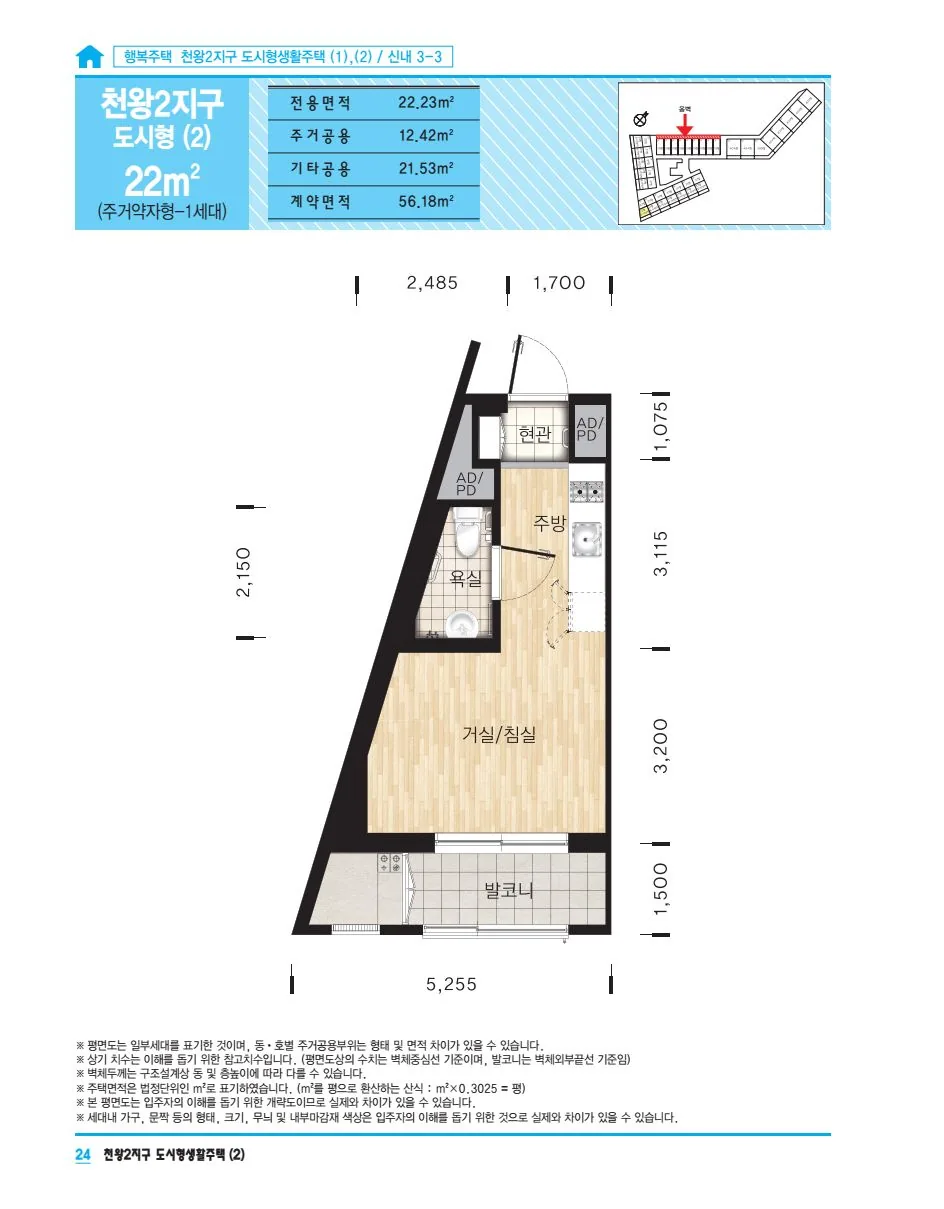 행복주택 천왕2지구 도시형생활주택 (1),(2) / 신내 3-3
천왕2지구
도시형 (2)
22m²
(주거약자형-1세대)
전용면적 22.23m²
주거공용 12.42m²
기타공용 21.53m²
계약면적 56.18m²
옹벽
2,485
1,700
현관
AD/
PD
1,075
AD/
PD
주방
3,115
2,150
욕실
거실/침실
3,200
발코니
1,500
5,255
※ 평면도는 일부세대를 표기한 것이며, 동·호별 주거공용부위는 형태 및 면적 차이가 있을 수 있습니다.
※ 상기 치수는 이해를 돕기 위한 참고치수입니다. (평면도상의 수치는 벽체중심선 기준이며, 발코니는 벽체외부끝선 기준임)
※ 벽체두께는 구조설계상 동 및 층높이에 따라 다를 수 있습니다.
※ 주택면적은 법정단위인 m²로 표기하였습니다. (m²를 평으로 환산하는 산식 : m²×0.3025 = 평)
※ 본 평면도는 입주자의 이해를 돕기 위한 개략도이므로 실제와 차이가 있을 수 있습니다.
※ 세대내 가구, 문짝 등의 형태, 크기, 무늬 및 내부마감재 색상은 입주자의 이해를 돕기 위한 것으로 실제와 차이가 있을 수 있습니다.
24 천왕2지구 도시형생활주택 (2)